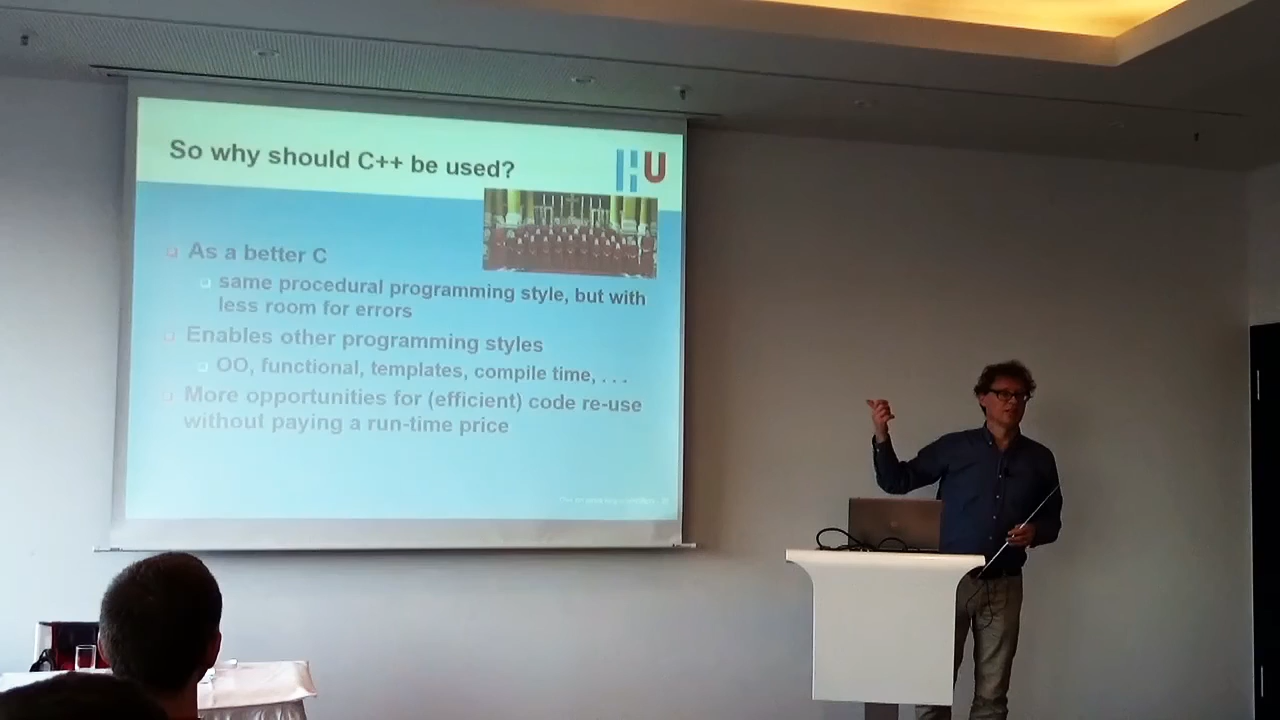 So why should C++ be used?
HU
As a better C
same procedural programming style, but with
less room for errors
Enables other programming styles
OO, functional, templates, compile time, . . .
More opportunities for (efficient) code re-use
without paying a run-time price